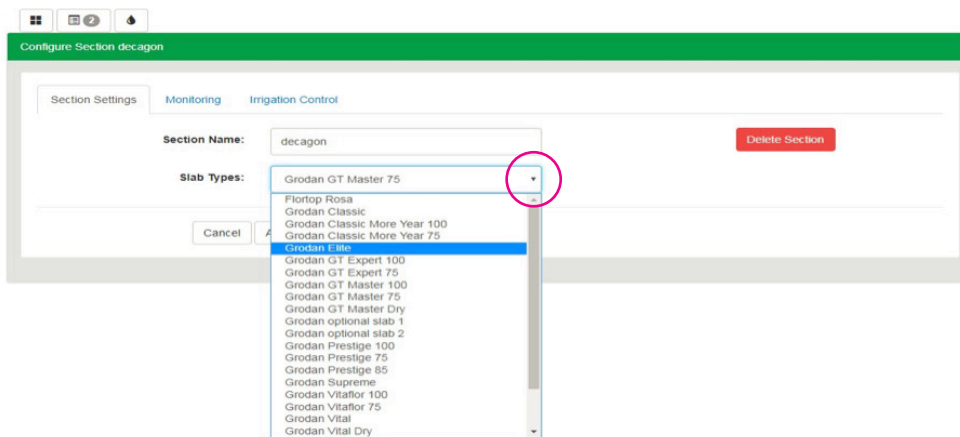 2
Configure Section decagon
Section Settings Monitoring Irrigation Control
Section Name: decagon Delete Section
Slab Types: Grodan GT Master 75
Flortop Rosa
Grodan Classic
Grodan Classic More Year 100
Grodan Classic More Year 75
Cancel
Grodan Elite
Grodan GT Expert 100
Grodan GT Expert 75
Grodan GT Master 100
Grodan GT Master 75
Grodan GT Master Dry
Grodan optional slab 1
Grodan optional slab 2
Grodan Prestige 100
Grodan Prestige 75
Grodan Prestige 85
Grodan Supreme
Grodan Vitaflor 100
Grodan Vitaflor 75
Grodan Vital
Grodan Vital Dry